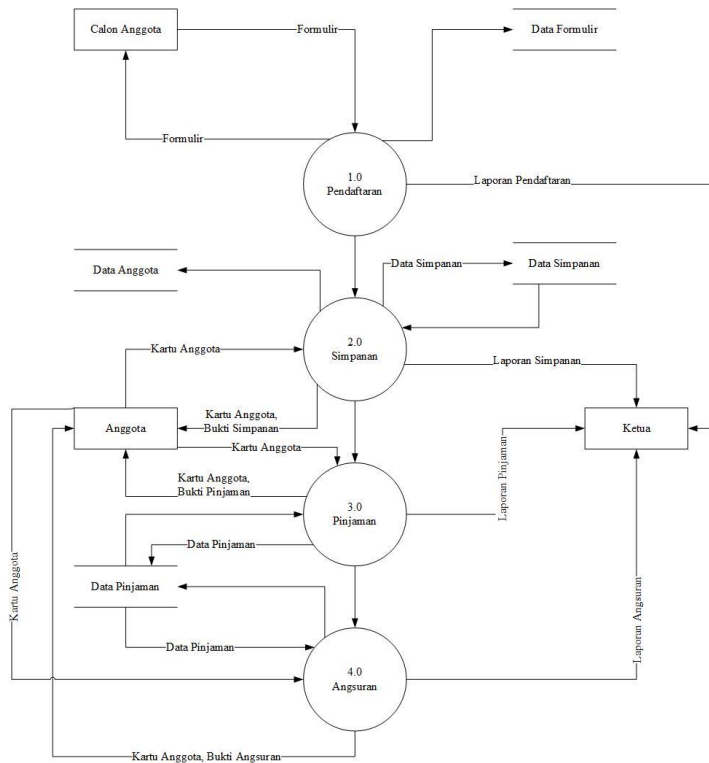 Calon Anggota
Formulir
Data Formulir
Formulir
1.0
Pendaftaran
Laporan Pendaftaran
Data Anggota
Data Simpanan
Data Simpanan
2.0
Simpanan
Kartu Anggota
Laporan Simpanan
Kartu Anggota,
Bukti Simpanan
Anggota
Ketua
Kartu Anggota
Kartu Anggota,
Bukti Pinjaman
Laporan Pinjaman
3.0
Pinjaman
Data Pinjaman
Kartu Anggota
Data Pinjaman
Laporan Angsuran
Data Pinjaman
4.0
Angsuran
Kartu Anggota, Bukti Angsuran